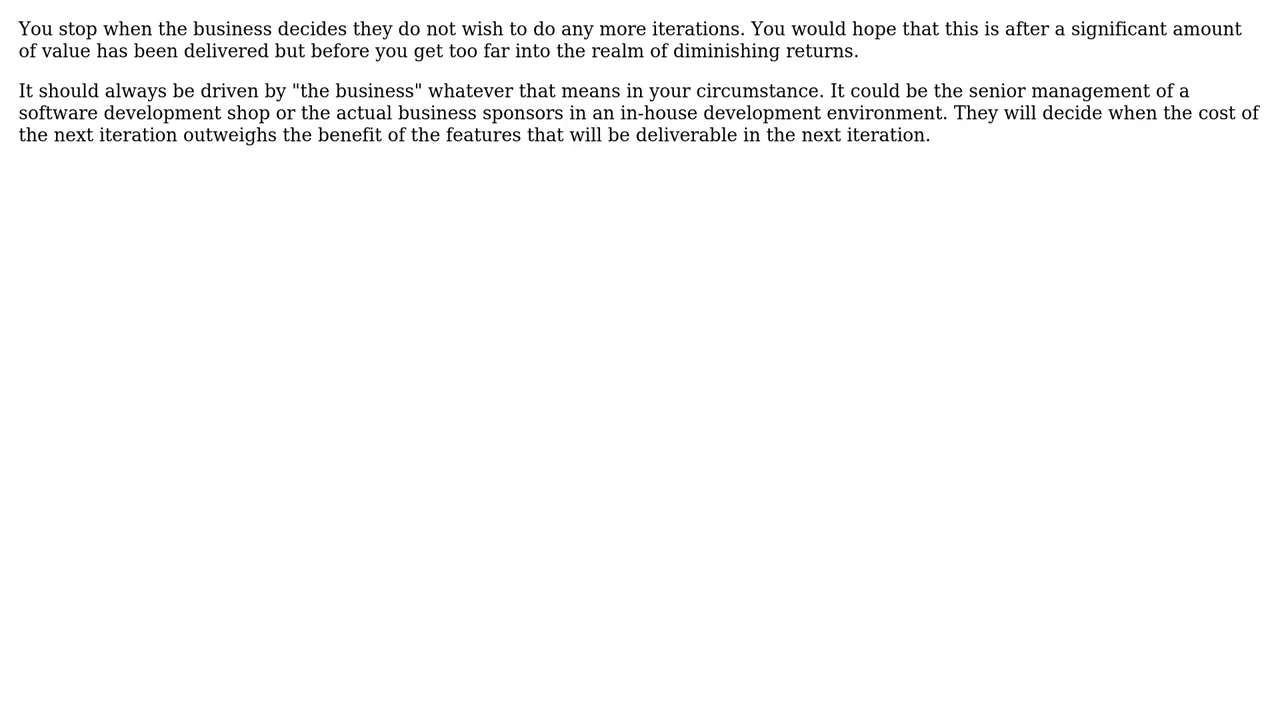 You stop when the business decides they do not wish to do any more iterations. You would hope that this is after a significant amount
of value has been delivered but before you get too far into the realm of diminishing returns.
It should always be driven by "the business" whatever that means in your circumstance. It could be the senior management of a
software development shop or the actual business sponsors in an in-house development environment. They will decide when the cost of
the next iteration outweighs the benefit of the features that will be deliverable in the next iteration.